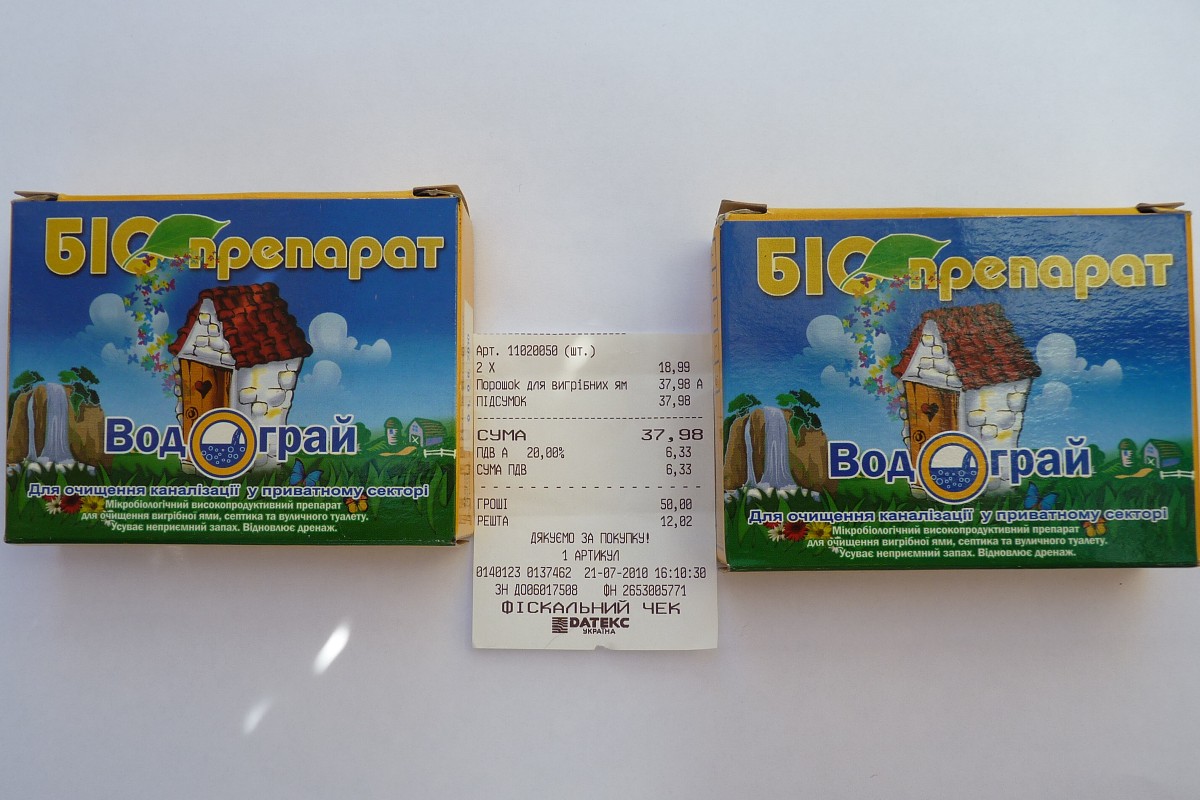 БІО препарат
Вод Ограй
Для очищення каналізації у приватному секторі
Мікробіологічний високопродуктивний препарат
для очищення вигрібної ями, септика та вуличного туалету.
Усуває неприємний запах. Відновлює дренаж.
Арт. 11020050 (шт.)
2 X 18,99
Порошок для вигрібних ям 37,98 А
ПІДСУМОК 37,98
СУМА 37,98
ПДВ А 20,00% 6,33
СУМА ПДВ 6,33
ГРОШІ 50,00
РЕШТА 12,02
ДЯКУЄМО ЗА ПОКУПКУ!
1 АРТИКУЛ
0140123 0137462 21-07-2010 16:10:30
ЗН ДО06017508 ФН 2653005771
ФІСКАЛЬНИЙ ЧЕК
DATEКС
УКРАЇНА
БІО препарат
Вод Ограй
Для очищення каналізації у приватному секторі
Мікробіологічний високопродуктивний препарат
для очищення вигрібної ями, септика та вуличного туалету.
Усуває неприємний запах. Відновлює дренаж.